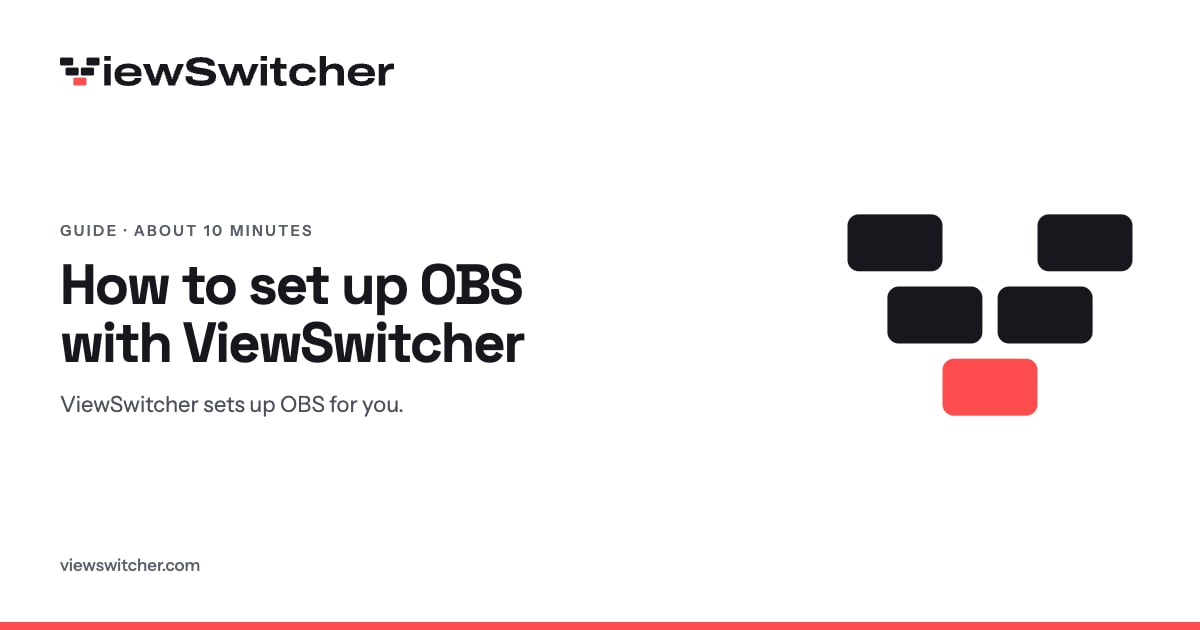 ViewSwitcher
GUIDE · ABOUT 10 MINUTES
How to set up OBS
with ViewSwitcher
ViewSwitcher sets up OBS for you.
viewswitcher.com